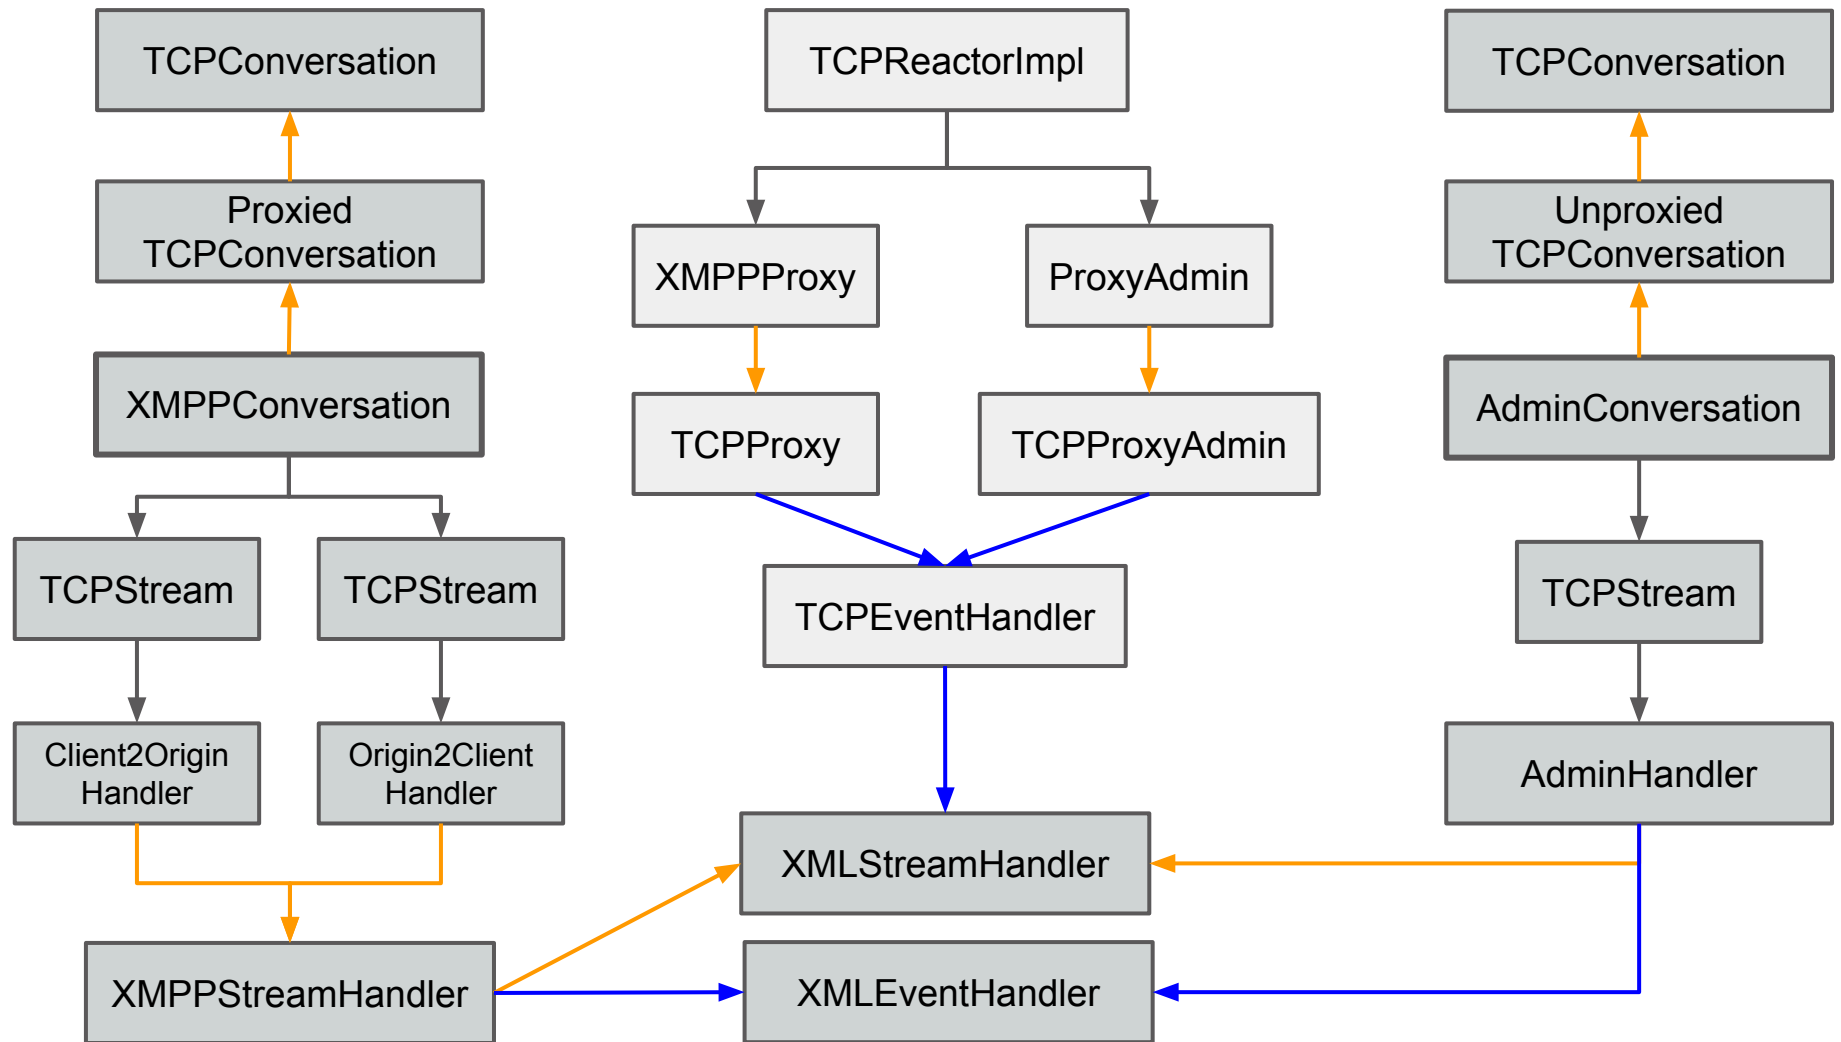 TCPConversation
TCPReactorImpl
TCPConversation
Proxied
TCPConversation
Unproxied
TCPConversation
XMPPProxy
ProxyAdmin
XMPPConversation
TCPProxy
TCPProxyAdmin
AdminConversation
TCPStream
TCPStream
TCPEventHandler
TCPStream
Client2Origin
Handler
Origin2Client
Handler
AdminHandler
XMLStreamHandler
XMPPStreamHandler
XMLEventHandler